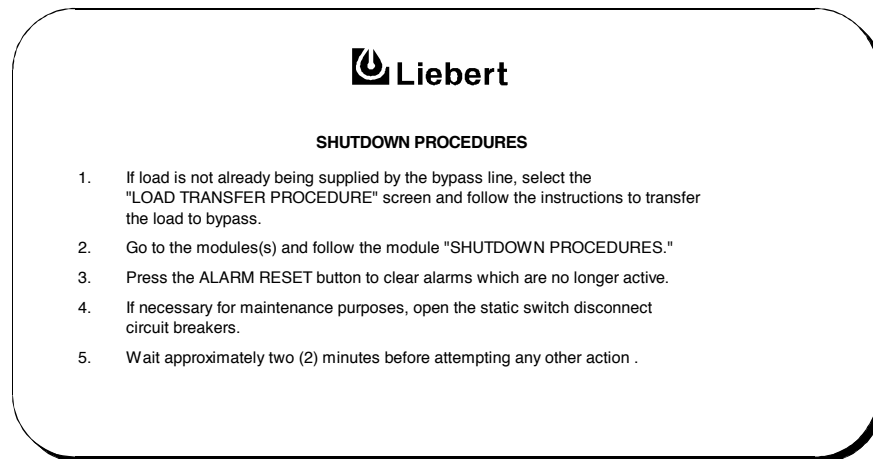 Liebert
SHUTDOWN PROCEDURES
1. If load is not already being supplied by the bypass line, select the
"LOAD TRANSFER PROCEDURE" screen and follow the instructions to transfer
the load to bypass.
2. Go to the modules(s) and follow the module "SHUTDOWN PROCEDURES."
3. Press the ALARM RESET button to clear alarms which are no longer active.
4. If necessary for maintenance purposes, open the static switch disconnect
circuit breakers.
5. Wait approximately two (2) minutes before attempting any other action .